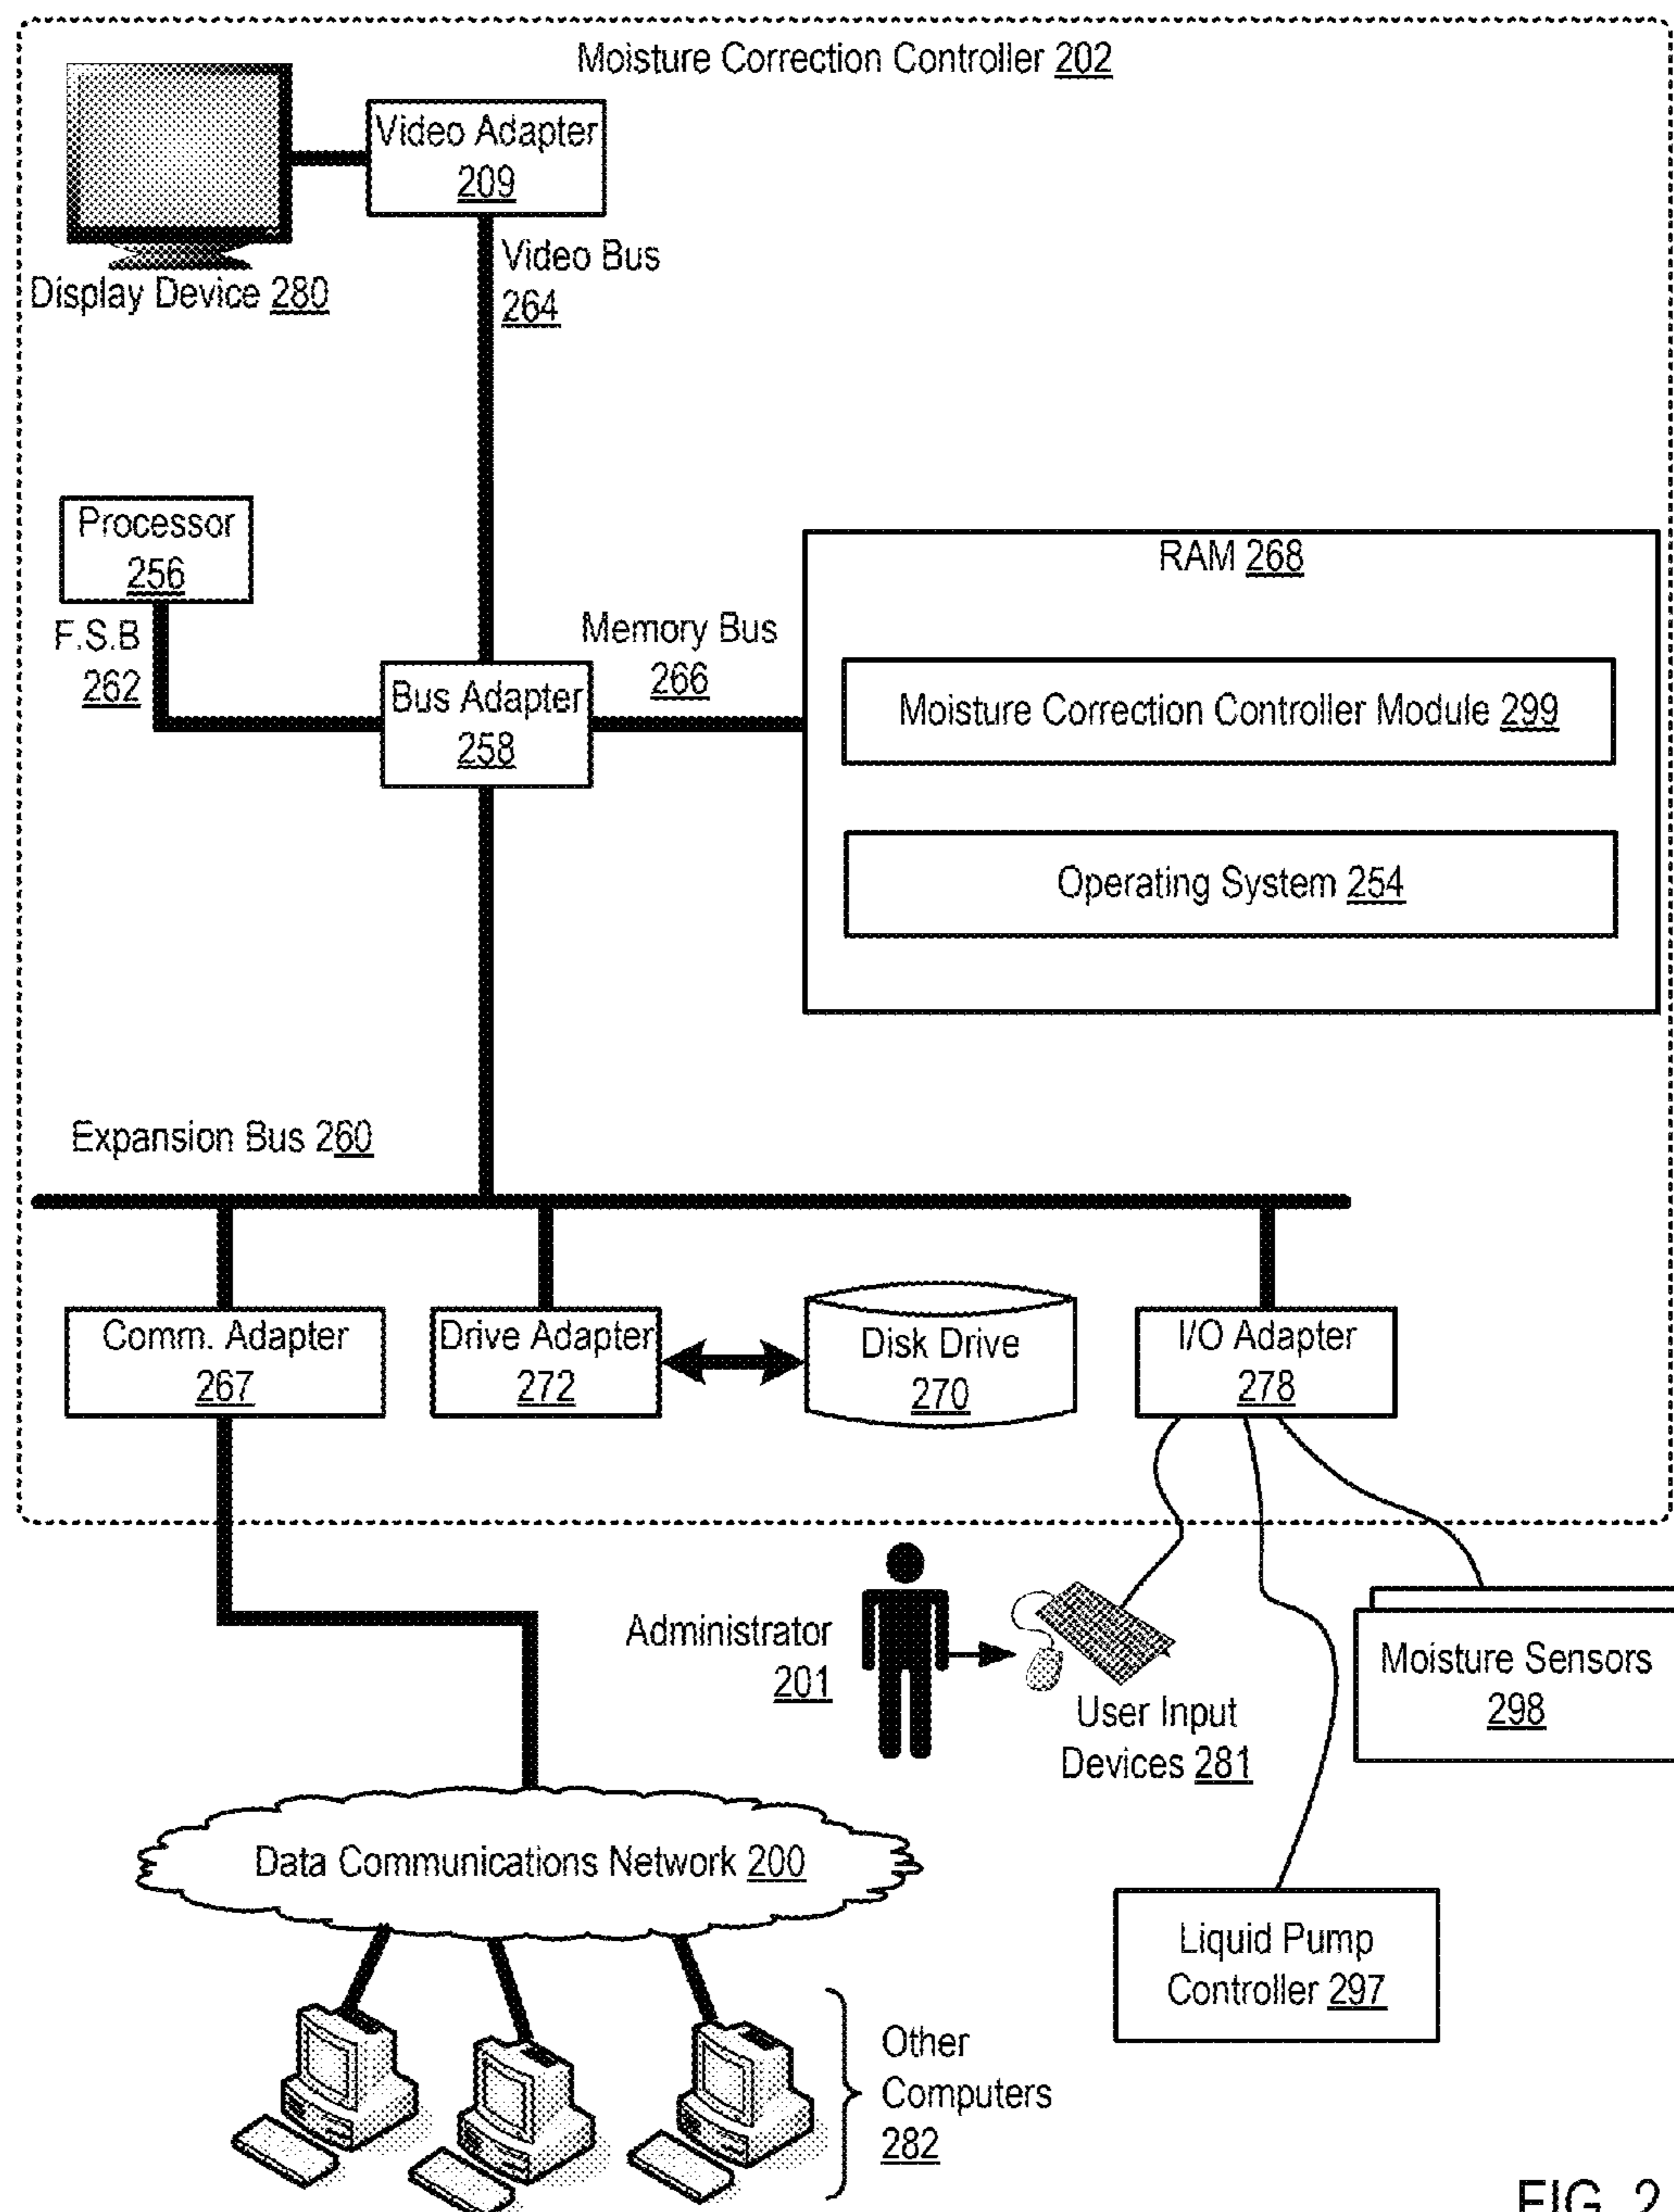 Moisture Correction Controller 202
Video Adapter
209
Video Bus
264
Display Device 280
Processor
256
F.S.B
262
Bus Adapter
258
Memory Bus
266
RAM 268
Moisture Correction Controller Module 299
Operating System 254
Expansion Bus 260
Comm. Adapter
267
Drive Adapter
272
Disk Drive
270
I/O Adapter
278
Administrator
201
User Input
Devices 281
Moisture Sensors
298
Data Communications Network 200
Liquid Pump
Controller 297
Other
Computers
282
FIG. 2